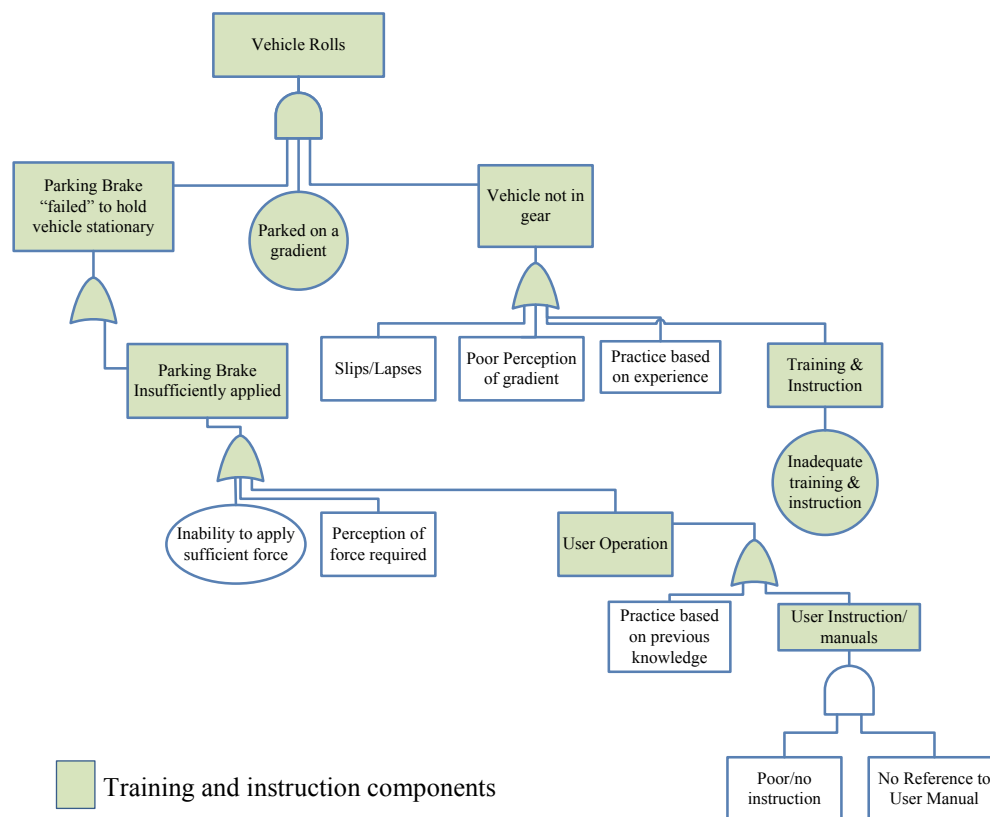 Vehicle Rolls
Parking Brake
“failed” to hold
vehicle stationary
Parked on a
gradient
Vehicle not in
gear
Parking Brake
Insufficiently applied
Slips/Lapses
Poor Perception
of gradient
Practice based
on experience
Training &
Instruction
Inadequate
training &
instruction
Inability to apply
sufficient force
Perception of
force required
User Operation
Practice based
on previous
knowledge
User Instruction/
manuals
Poor/no
instruction
No Reference to
User Manual
Training and instruction components